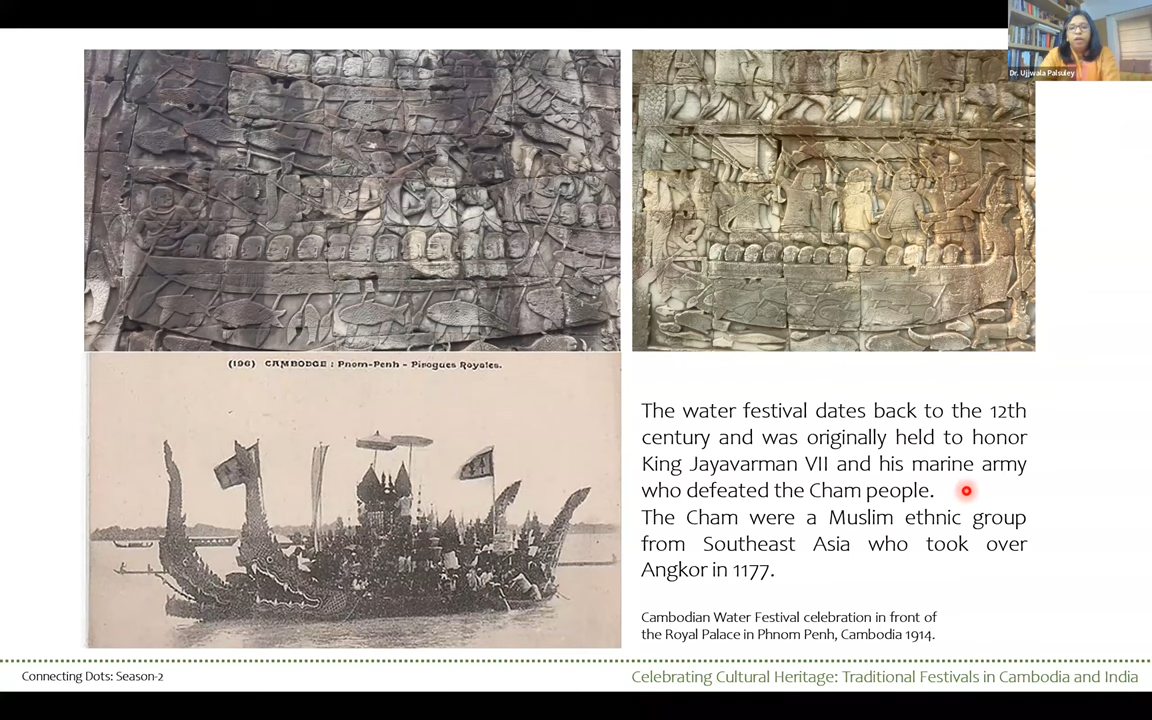 Dr. Ujjwala Palsuley
(196) CAMBODGE : Pnom-Penh - Pirogues Royales.
The water festival dates back to the 12th
century and was originally held to honor
King Jayavarman VII and his marine army
who defeated the Cham people.
The Cham were a Muslim ethnic group
from Southeast Asia who took over
Angkor in 1177.
Cambodian Water Festival celebration in front of
the Royal Palace in Phnom Penh, Cambodia 1914.
Connecting Dots: Season-2
Celebrating Cultural Heritage: Traditional Festivals in Cambodia and India